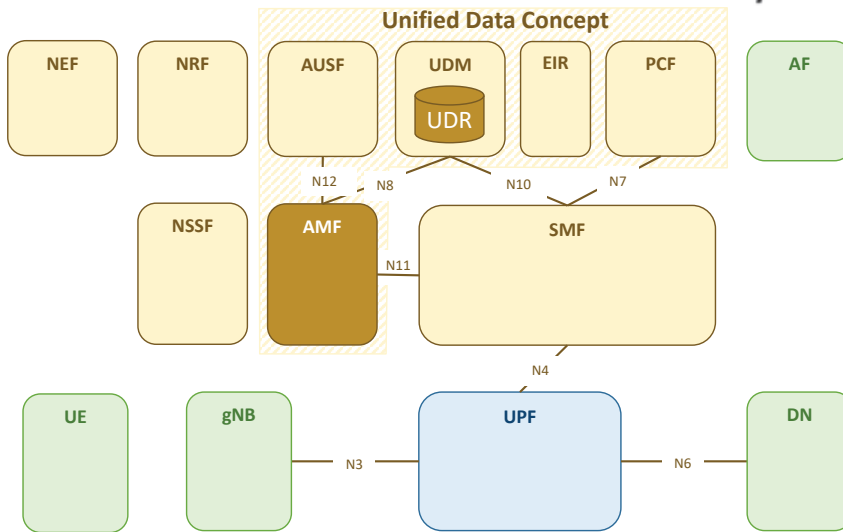 Unified Data Concept
NEF
NRF
AUSF
UDM
EIR
PCF
AF
UDR
N12
N8
N10
N7
NSSF
AMF
SMF
N11
N4
UE
gNB
UPF
DN
N3
N6